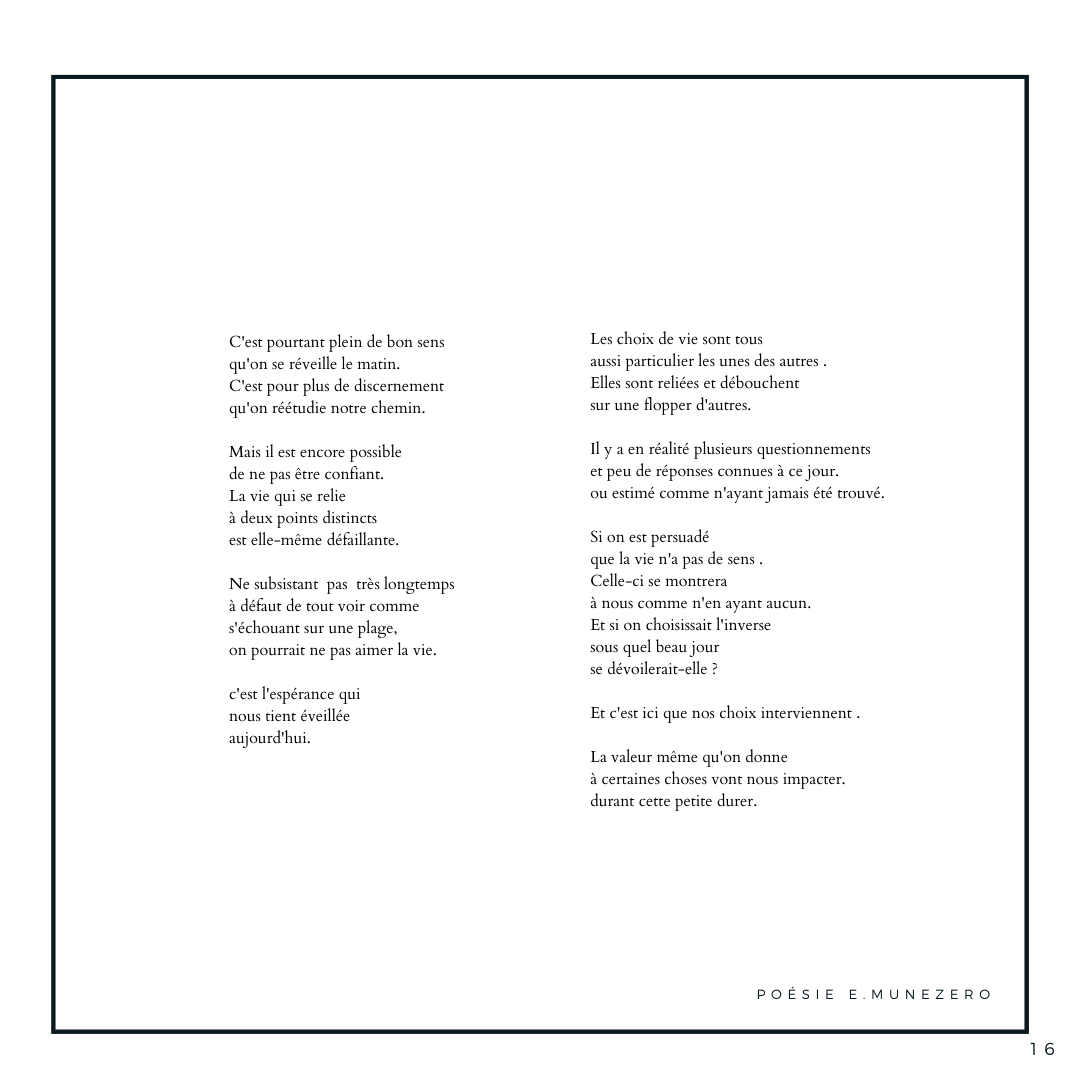 C'est pourtant plein de bon sens
qu'on se réveille le matin.
C'est pour plus de discernement
qu'on réétudie notre chemin.
Mais il est encore possible
de ne pas être confiant.
La vie qui se relie
à deux points distincts
est elle-même défaillante.
Ne subsistant  pas  très longtemps
à défaut de tout voir comme
s'échouant sur une plage,
on pourrait ne pas aimer la vie.
c'est l'espérance qui
nous tient éveillée
aujourd'hui.
Les choix de vie sont tous
aussi particulier les unes des autres .
Elles sont reliées et débouchent
sur une flopper d'autres.
Il y a en réalité plusieurs questionnements
et peu de réponses connues à ce jour.
ou estimé comme n'ayant jamais été trouvé.
Si on est persuadé
que la vie n'a pas de sens .
Celle-ci se montrera
à nous comme n'en ayant aucun.
Et si on choisissait l'inverse
sous quel beau jour
se dévoilerait-elle ?
Et c'est ici que nos choix interviennent .
La valeur même qu'on donne
à certaines choses vont nous impacter.
durant cette petite durer.
POÉSIE E.MUNEZERO
16